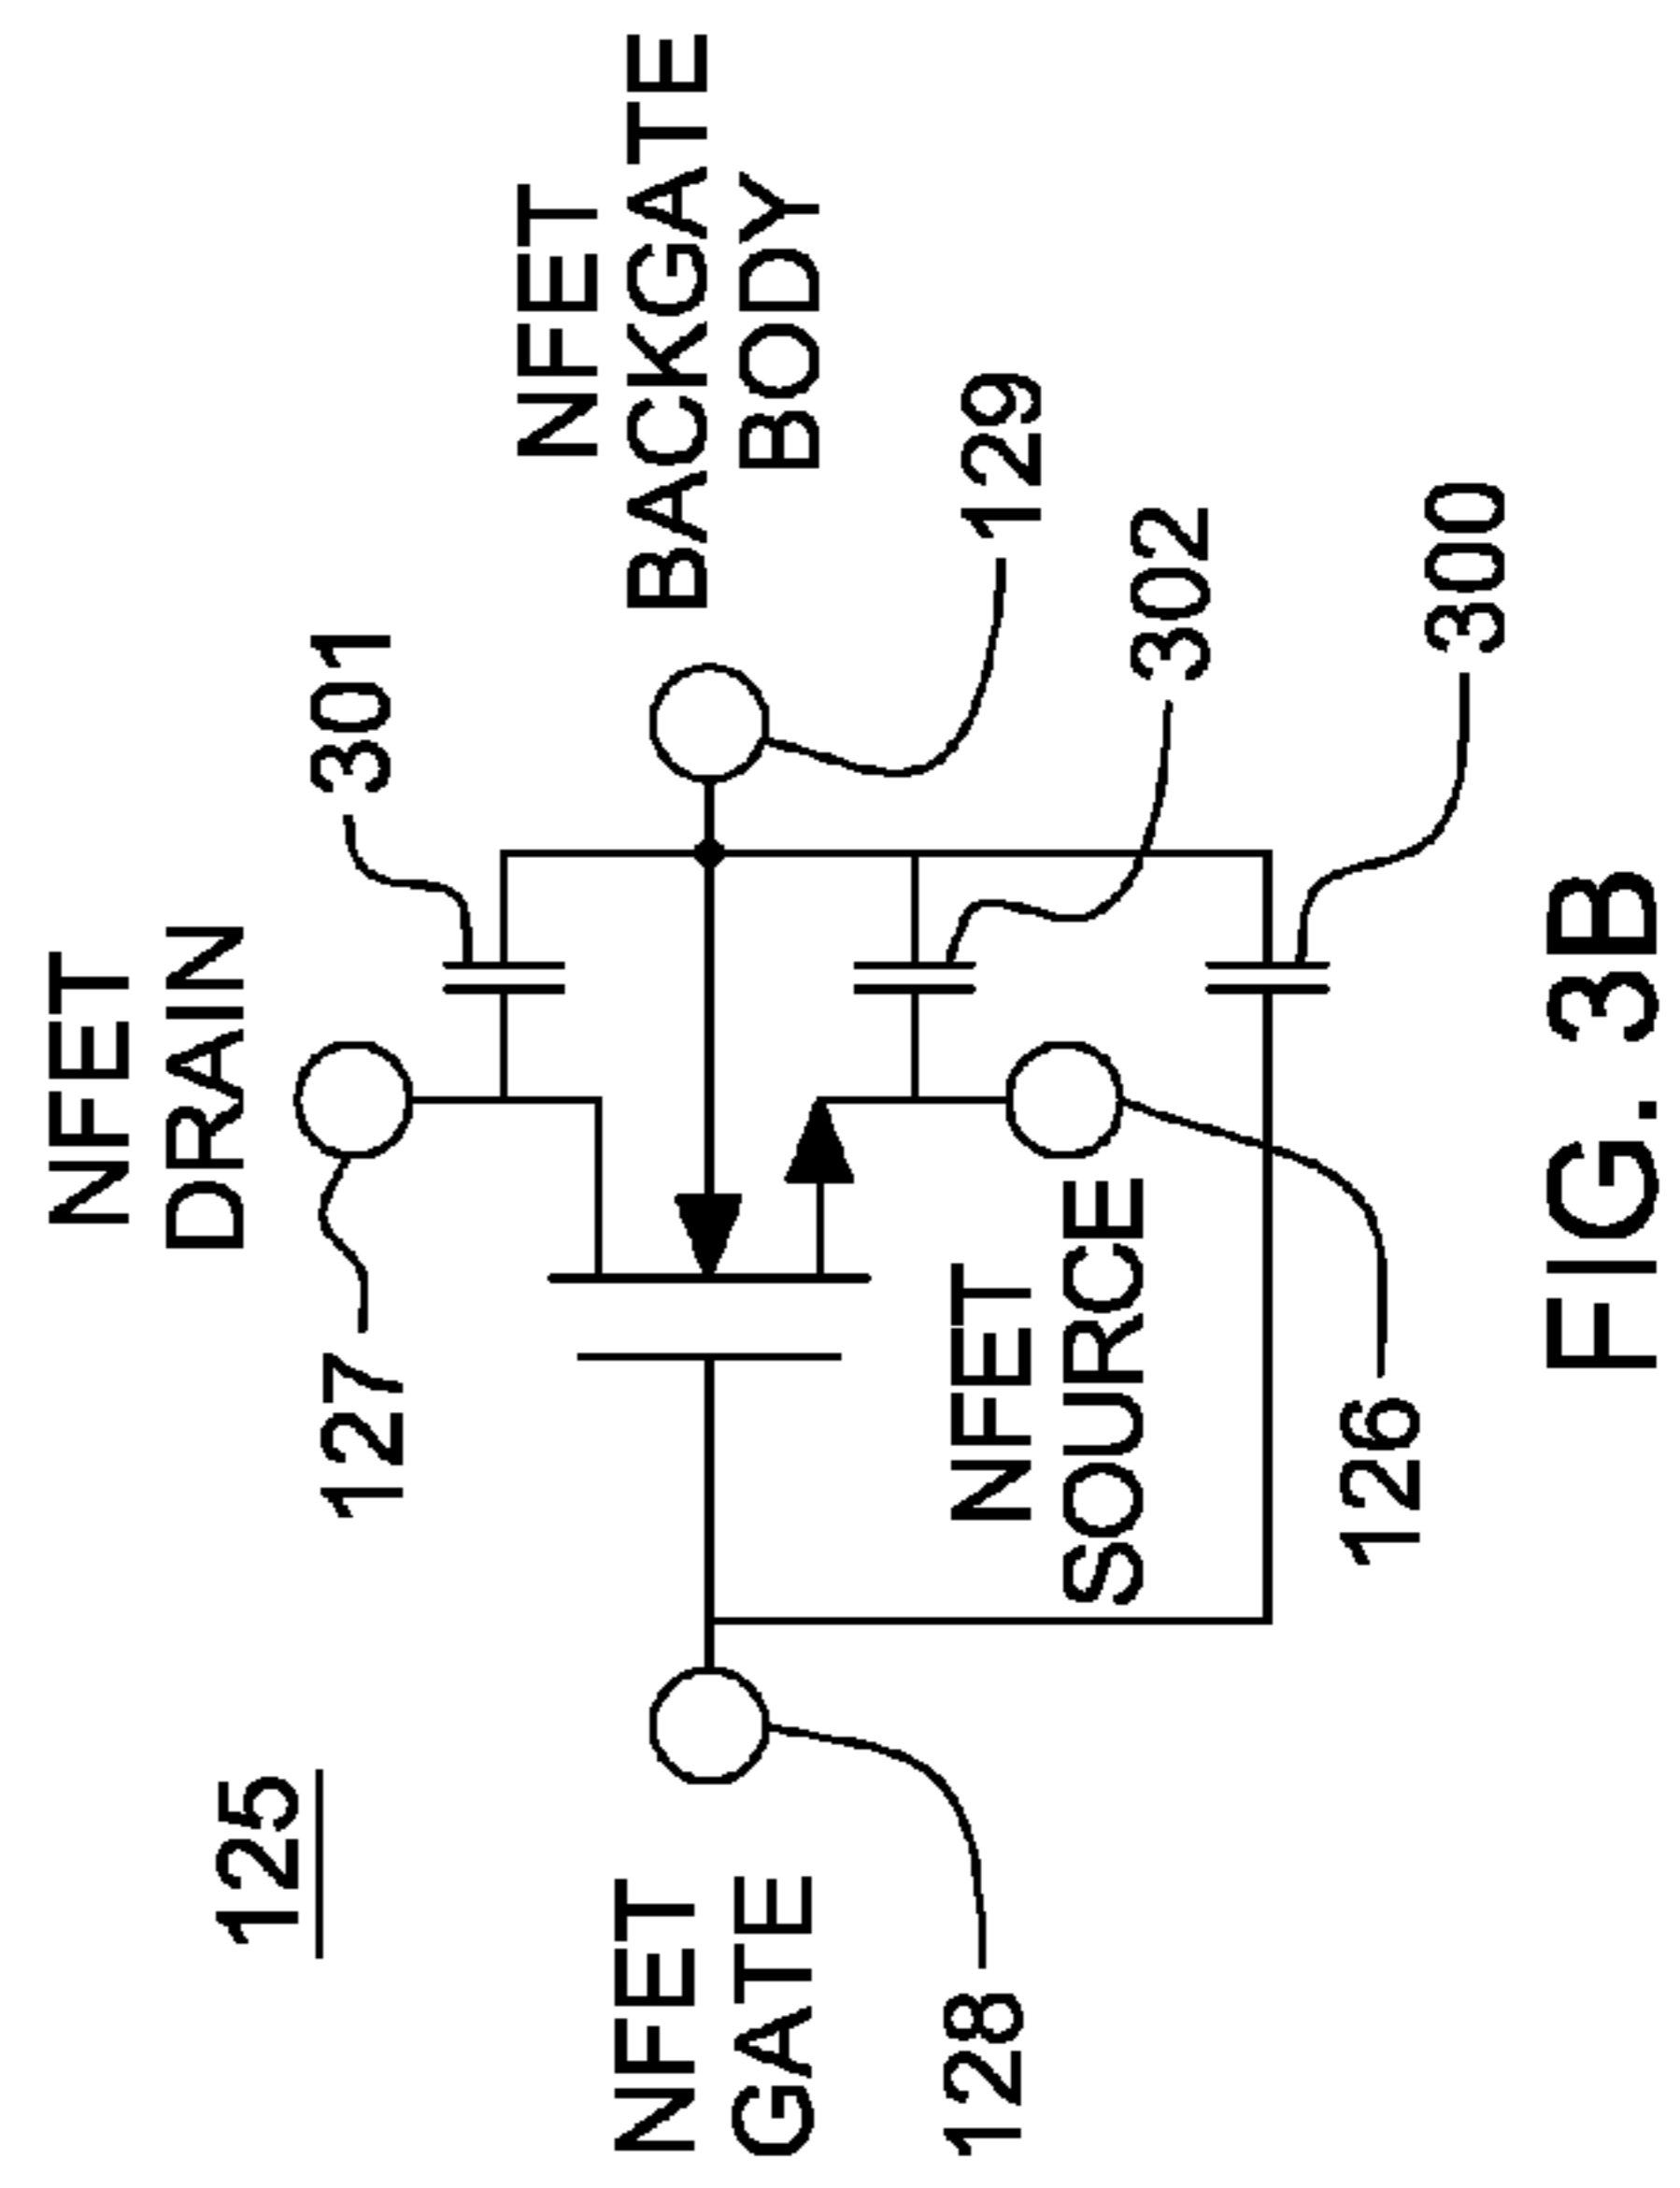 125
NFET
DRAIN
127
301
NFET
BACKGATE
BODY
129
302
300
NFET
GATE
128
NFET
SOURCE
126
FIG. 3B